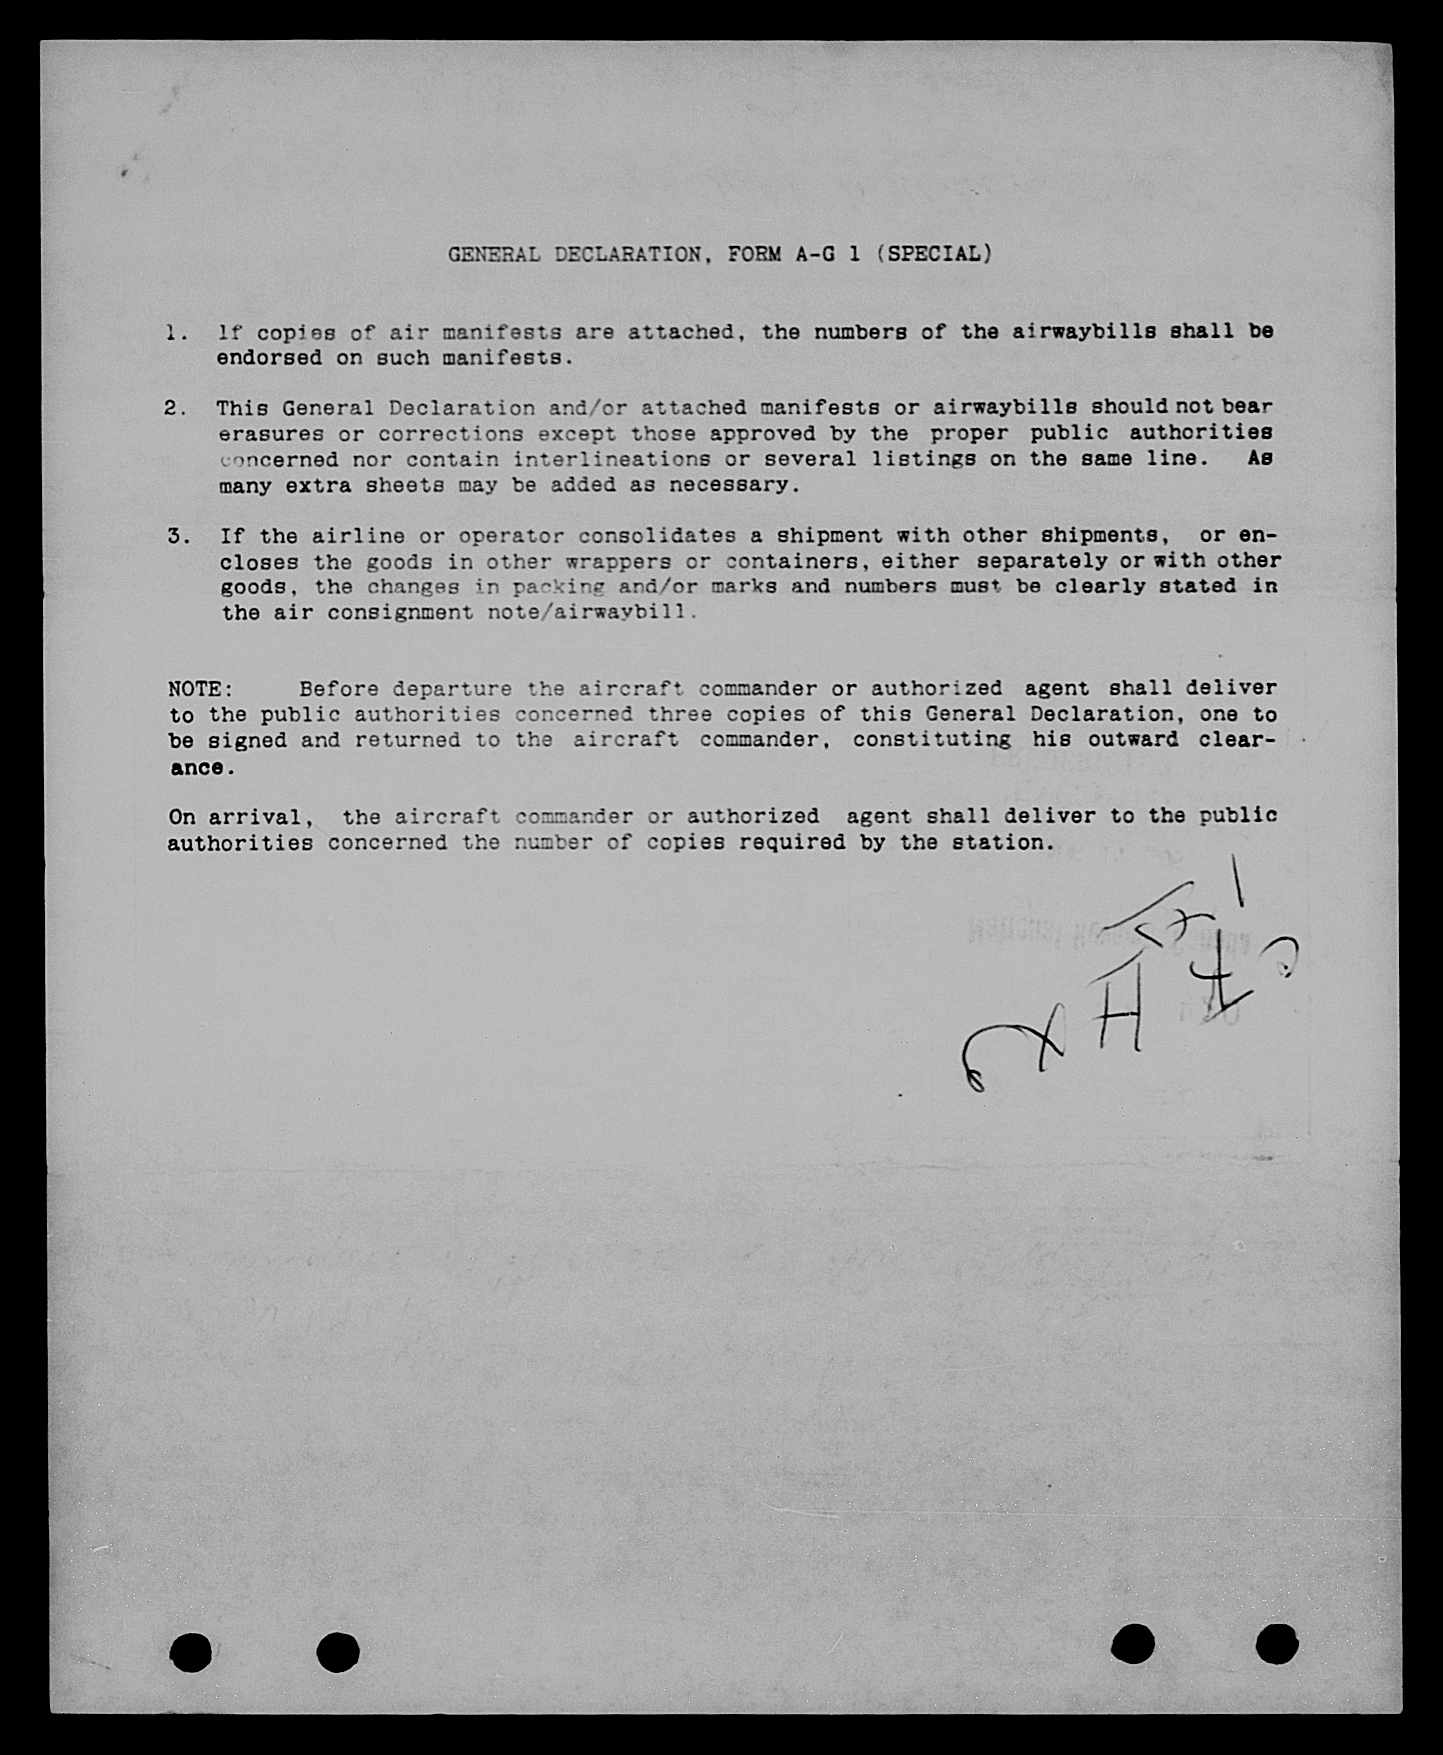 GENERAL DECLARATION, FORM A-G 1 (SPECIAL)
1. If copies of air manifests are attached, the numbers of the airwaybills shall be
endorsed on such manifests.
2. This General Declaration and/or attached manifests or airwaybills should not bear
erasures or corrections except those approved by the proper public authorities
concerned nor contain interlineations or several listings on the same line. As
many extra sheets may be added as necessary.
3. If the airline or operator consolidates a shipment with other shipments, or en-
closes the goods in other wrappers or containers, either separately or with other
goods, the changes in packing and/or marks and numbers must be clearly stated in
the air consignment note/airwaybill.
NOTE: Before departure the aircraft commander or authorized agent shall deliver
to the public authorities concerned three copies of this General Declaration, one to
be signed and returned to the aircraft commander, constituting his outward clear-
ance.
On arrival, the aircraft commander or authorized agent shall deliver to the public
authorities concerned the number of copies required by the station.